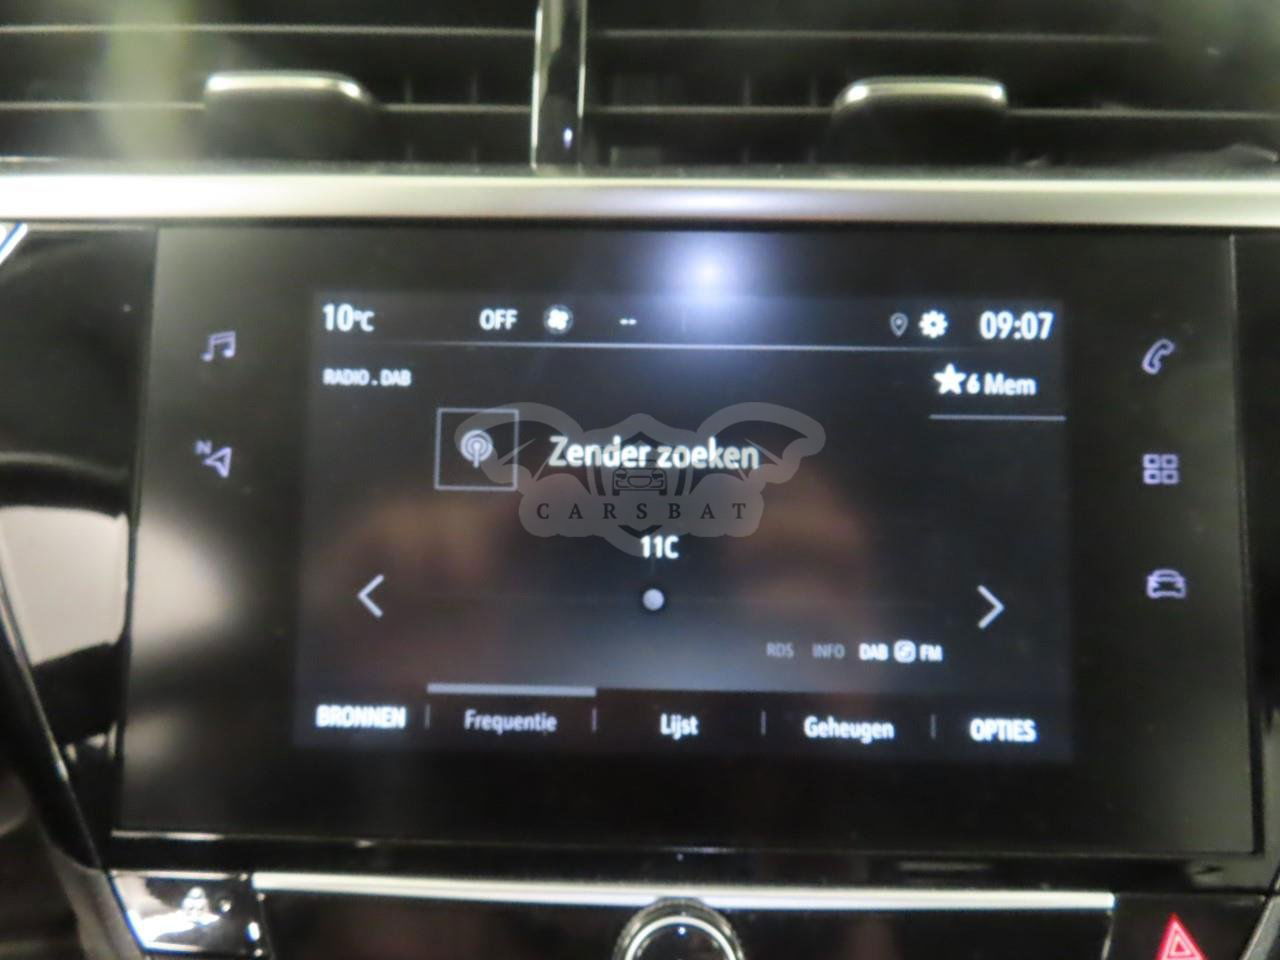 10°C OFF -- 09:07
RADIO . DAB
6 Mem
N
Zender zoeken
CARSBAT
11C
RDS INFO DAB FM
BRONNEN Frequentie Lijst Geheugen OPTIES